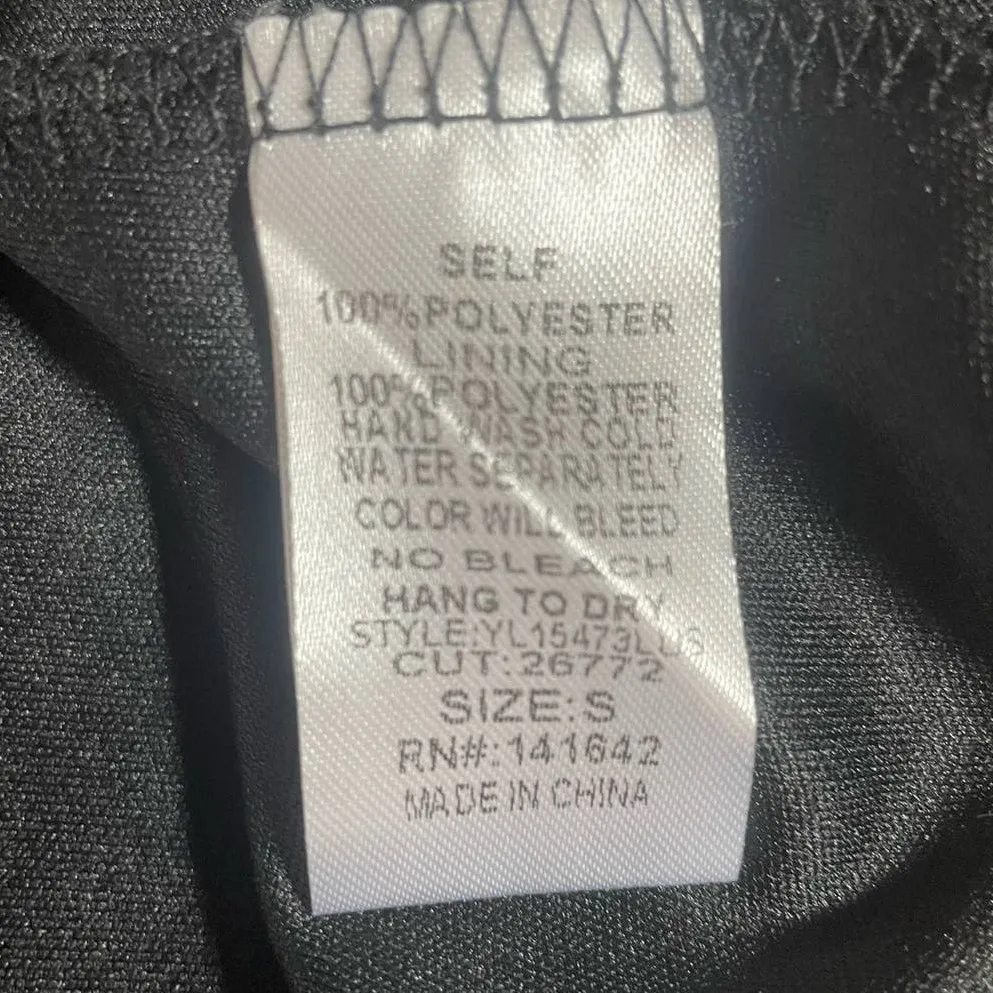 SELF
100%POLYESTER
LINING
100%POLYESTER
HAND WASH COLD
WATER SEPARATELY
COLOR WILL BLEED
NO BLEACH
HANG TO DRY
CUT:26772
SIZE:S
RN#:141642
MADE IN CHINA